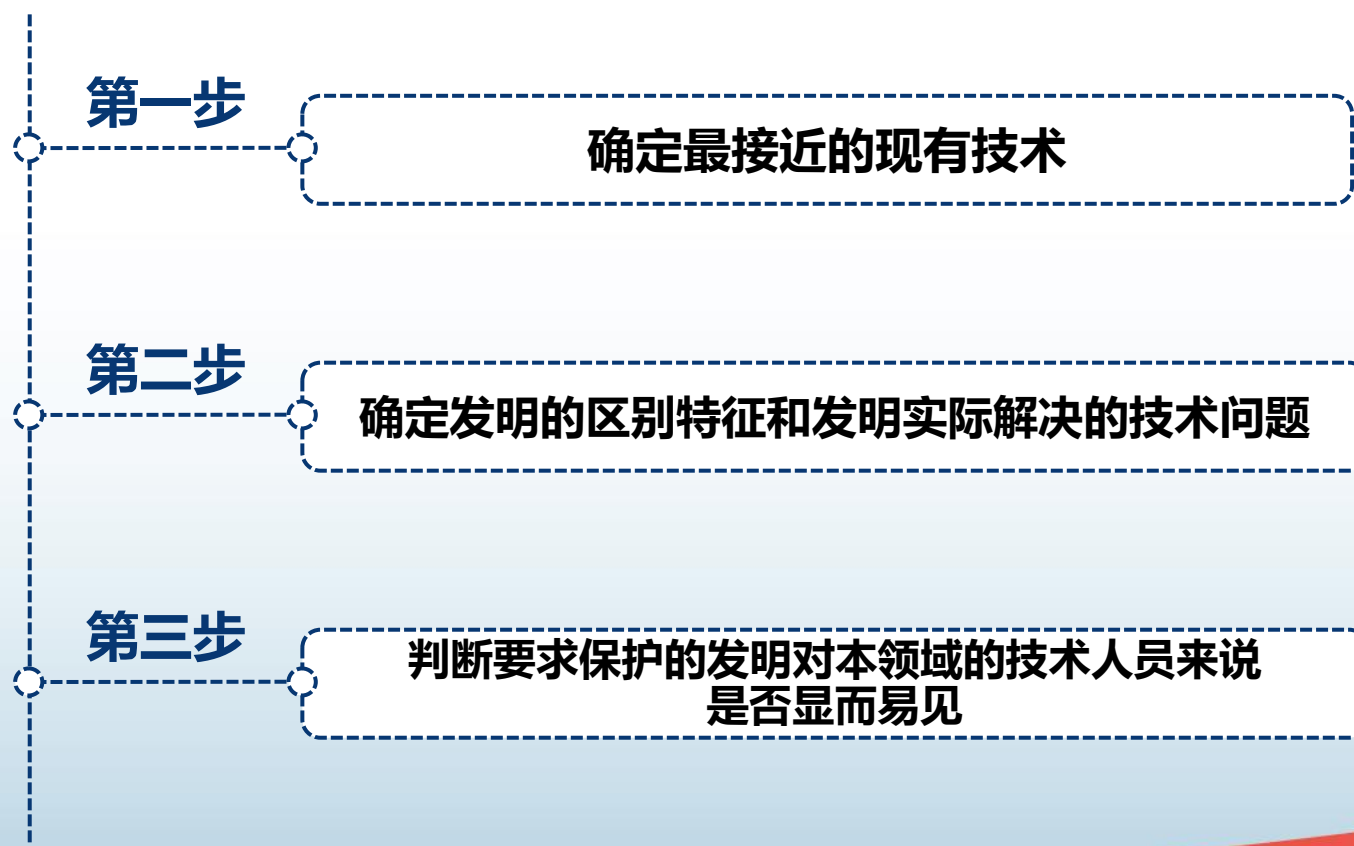 第一步
确定最接近的现有技术
第二步
确定发明的区别特征和发明实际解决的技术问题
第三步
判断要求保护的发明对本领域的技术人员来说
是否显而易见